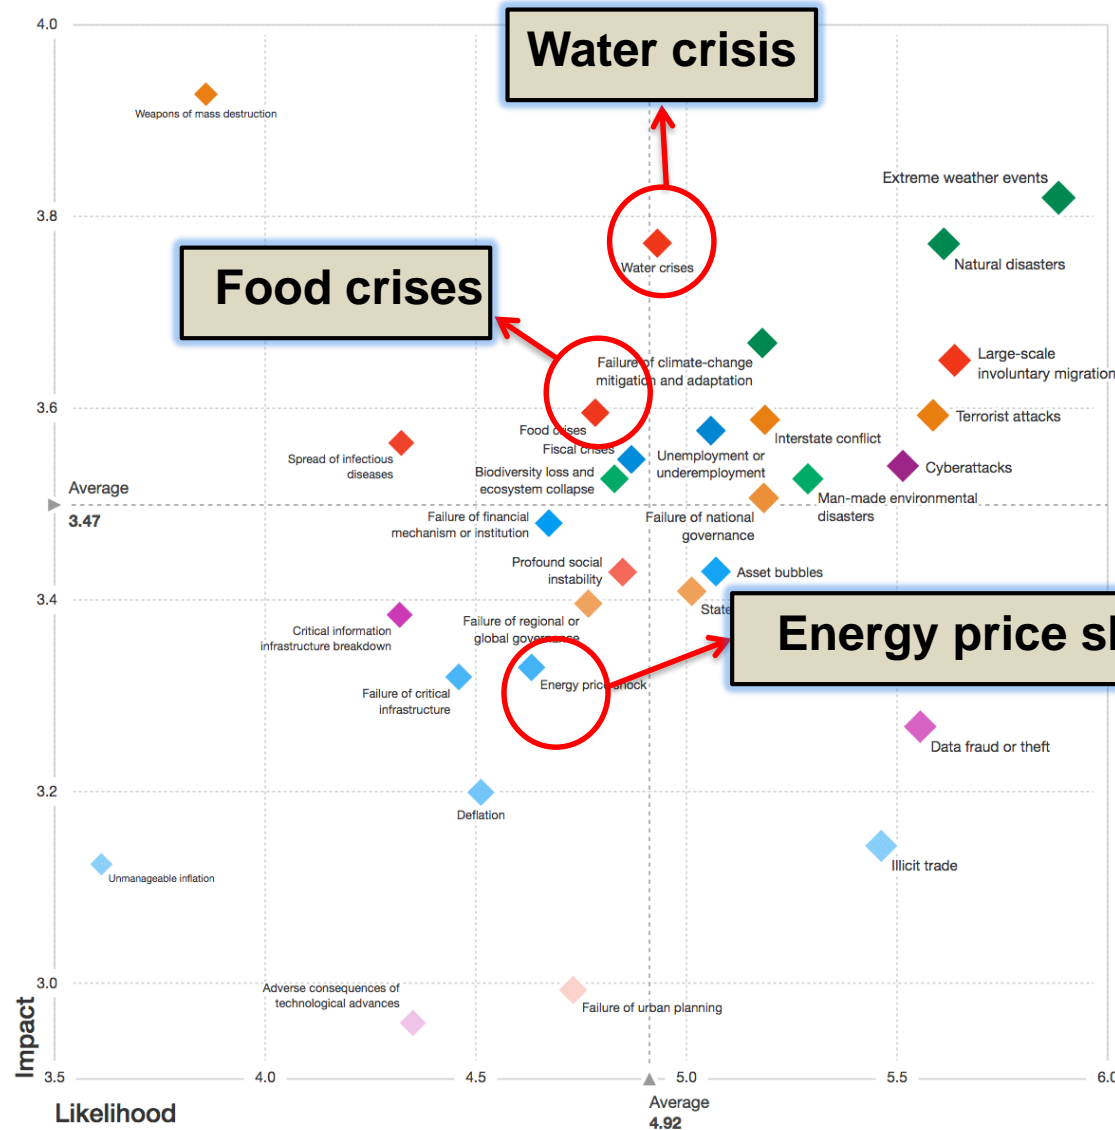 4.0
Water crisis
Weapons of mass destruction
Extreme weather events
3.8
Water crises
Natural disasters
Food crises
Failure of climate-change
mitigation and adaptation
Large-scale
involuntary migration
3.6
Food crises
Terrorist attacks
Interstate conflict
Fiscal crises
Unemployment or
underemployment
Spread of infectious
diseases
Biodiversity loss and
ecosystem collapse
Cyberattacks
Average
3.47
Man-made environmental
disasters
Failure of financial
mechanism or institution
Failure of national
governance
Profound social
instability
Asset bubbles
3.4
State
Energy price
Failure of regional or
global governance
Critical information
infrastructure breakdown
Energy price shock
Failure of critical
infrastructure
Data fraud or theft
3.2
Deflation
Illicit trade
Unmanageable inflation
3.0
Adverse consequences of
technological advances
Failure of urban planning
Impact
3.5
4.0
4.5
5.0
5.5
6.0
Average
4.92
Likelihood